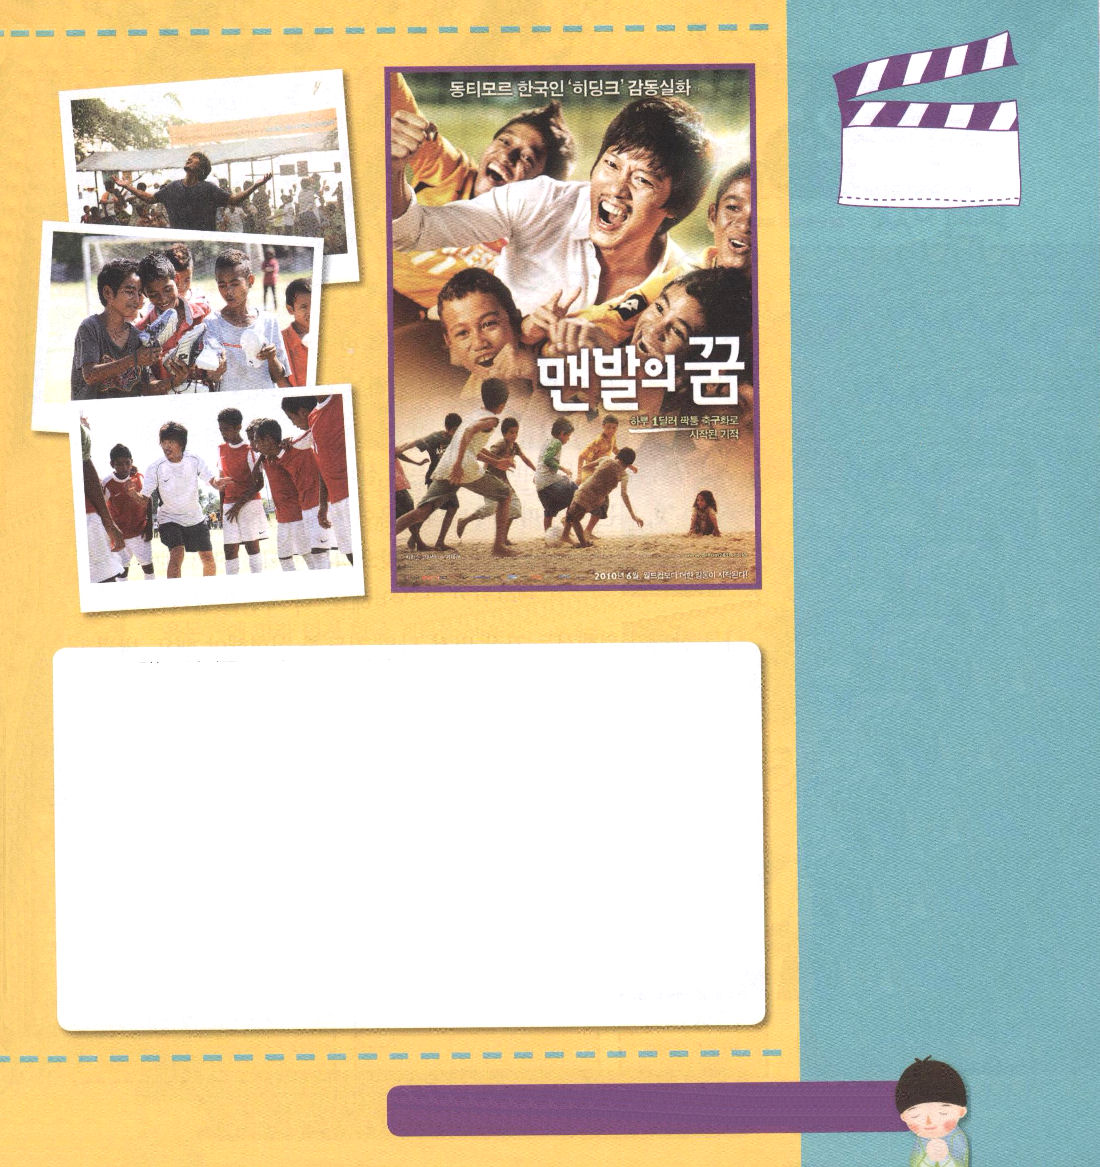 동티모르 한국인 '히딩크' 감동실화
맨발의 꿈
하루 1달러 짝퉁 축구화로
시작된 기적
2010년 6월, 월드컵보다 더한 감동이 시작된다!